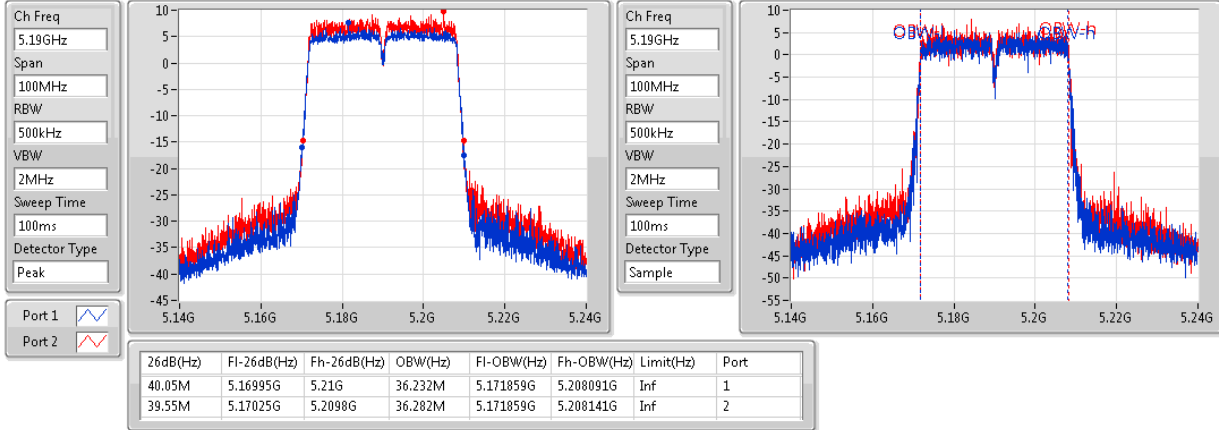 Ch Freq
5.19GHz
Span
100MHz
RBW
500kHz
VBW
2MHz
Sweep Time
100ms
Detector Type
Peak
Port 1
Port 2
10
5
0
-5
-10
-15
-20
-25
-30
-35
-40
-45
5.14G 5.16G 5.18G 5.2G 5.22G 5.24G
Ch Freq
5.19GHz
Span
100MHz
RBW
500kHz
VBW
2MHz
Sweep Time
100ms
Detector Type
Sample
10
5
0
-5
-10
-15
-20
-25
-30
-35
-40
-45
-50
-55
OBW-h
5.14G 5.16G 5.18G 5.2G 5.22G 5.24G
26dB(Hz) Fl-26dB(Hz) Fh-26dB(Hz) OBW(Hz) Fl-OBW(Hz) Fh-OBW(Hz) Limit(Hz) Port
40.05M 5.16995G 5.21G 36.232M 5.171859G 5.208091G Inf 1
39.55M 5.17025G 5.2098G 36.282M 5.171859G 5.208141G Inf 2